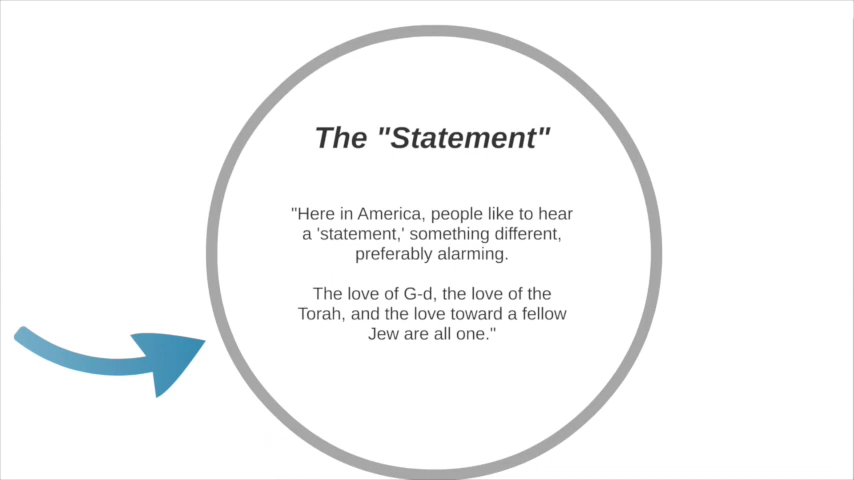 The "Statement"
"Here in America, people like to hear
a 'statement,' something different,
preferably alarming.
The love of G-d, the love of the
Torah, and the love toward a fellow
Jew are all one."